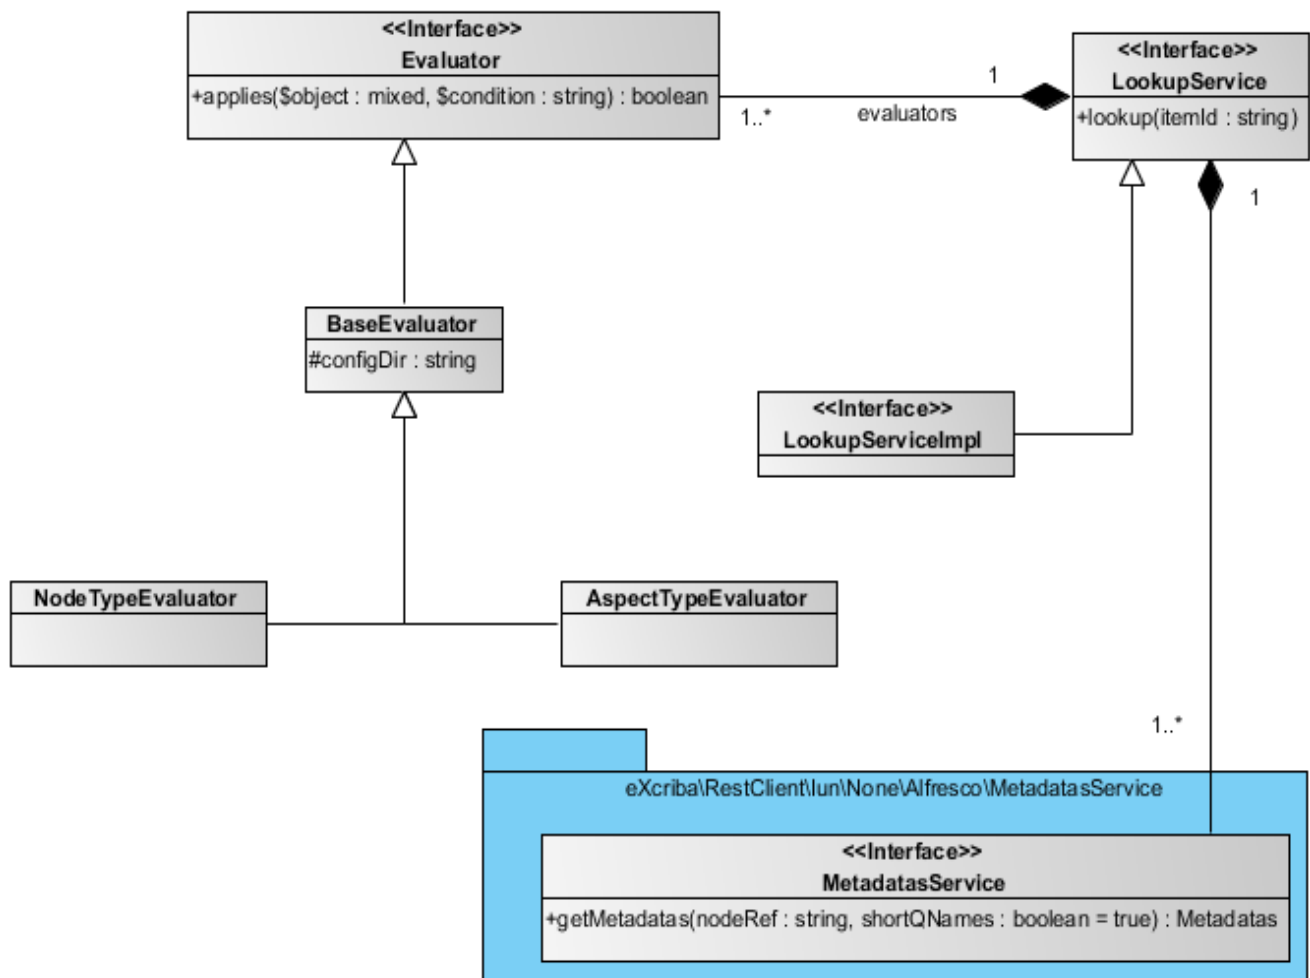 <<Interface>>
Evaluator
+applies($object : mixed, $condition : string) : boolean
1
1..*
evaluators
<<Interface>>
LookupService
+lookup(itemId : string)
1
BaseEvaluator
#configDir : string
<<Interface>>
LookupServiceImpl
NodeTypeEvaluator
AspectTypeEvaluator
1..*
eXcriba\RestClient\Iun\None\Alfresco\MetadatasService
<<Interface>>
MetadatasService
+getMetadatas(nodeRef : string, shortQNames : boolean = true) : Metadatas